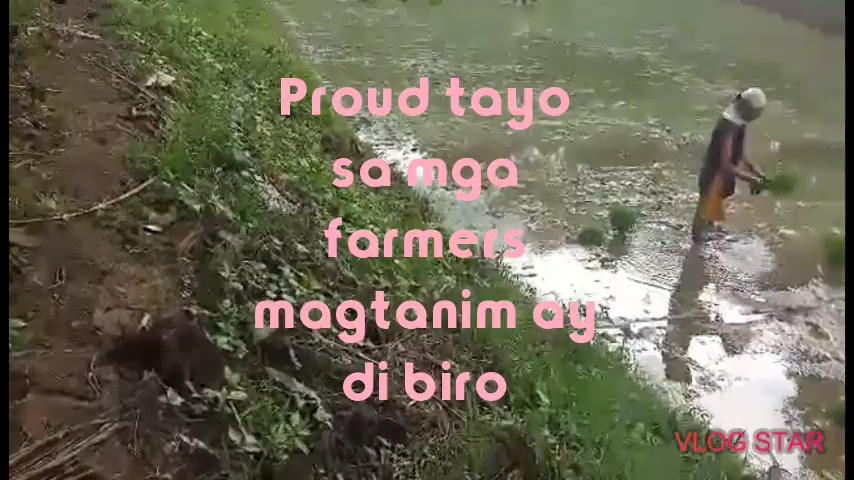 Proud tayo
sa mga
farmers
magtanim ay
di biro
VLOG STAR